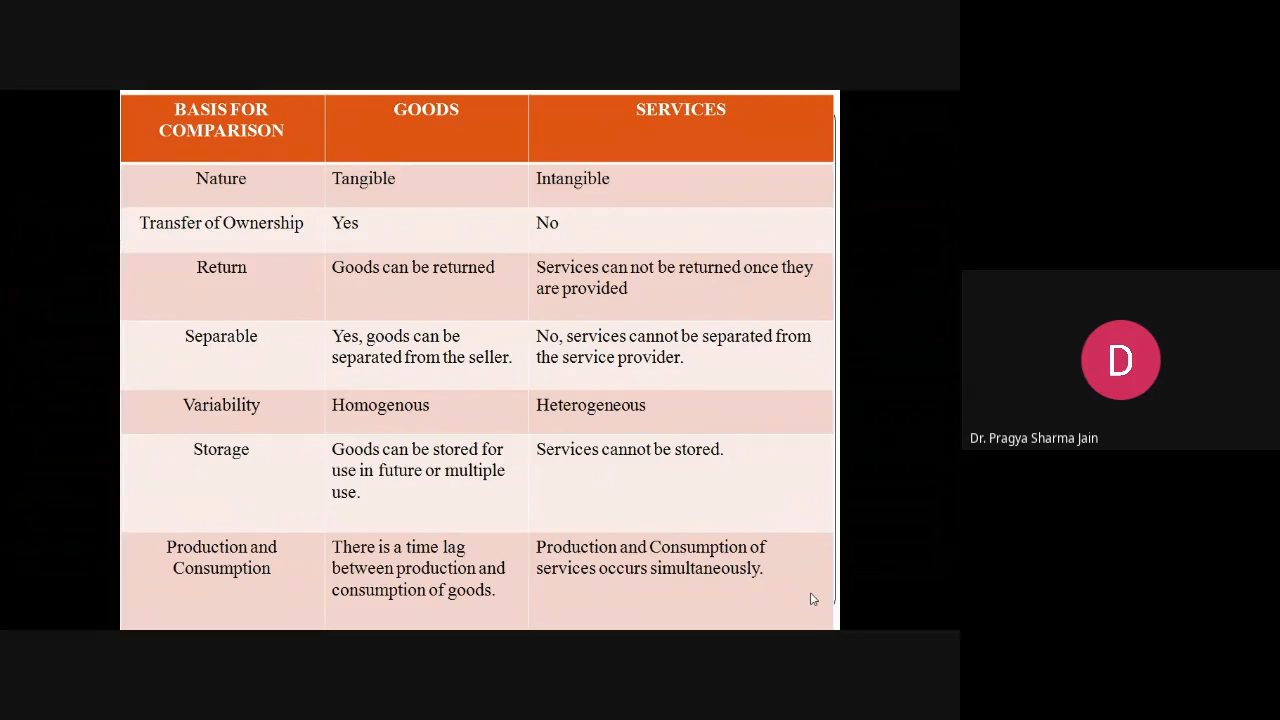 BASIS FOR
COMPARISON
GOODS
SERVICES
Nature
Tangible
Intangible
Transfer of Ownership
Yes
No
Return
Goods can be returned
Services can not be returned once they
are provided
Separable
Yes, goods can be
separated from the seller.
No, services cannot be separated from
the service provider.
Variability
Homogenous
Heterogeneous
Storage
Goods can be stored for
use in future or multiple
use.
Services cannot be stored.
Production and
Consumption
There is a time lag
between production and
consumption of goods.
Production and Consumption of
services occurs simultaneously.
D
Dr. Pragya Sharma Jain